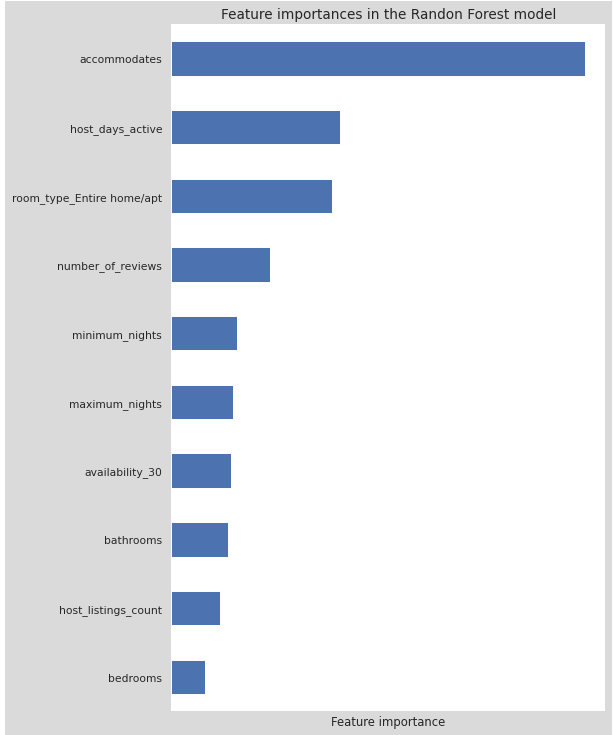 Feature importances in the Randon Forest model
accommodates
host_days_active
room_type_Entire home/apt
number_of_reviews
minimum_nights
maximum_nights
availability_30
bathrooms
host_listings_count
bedrooms
Feature importance